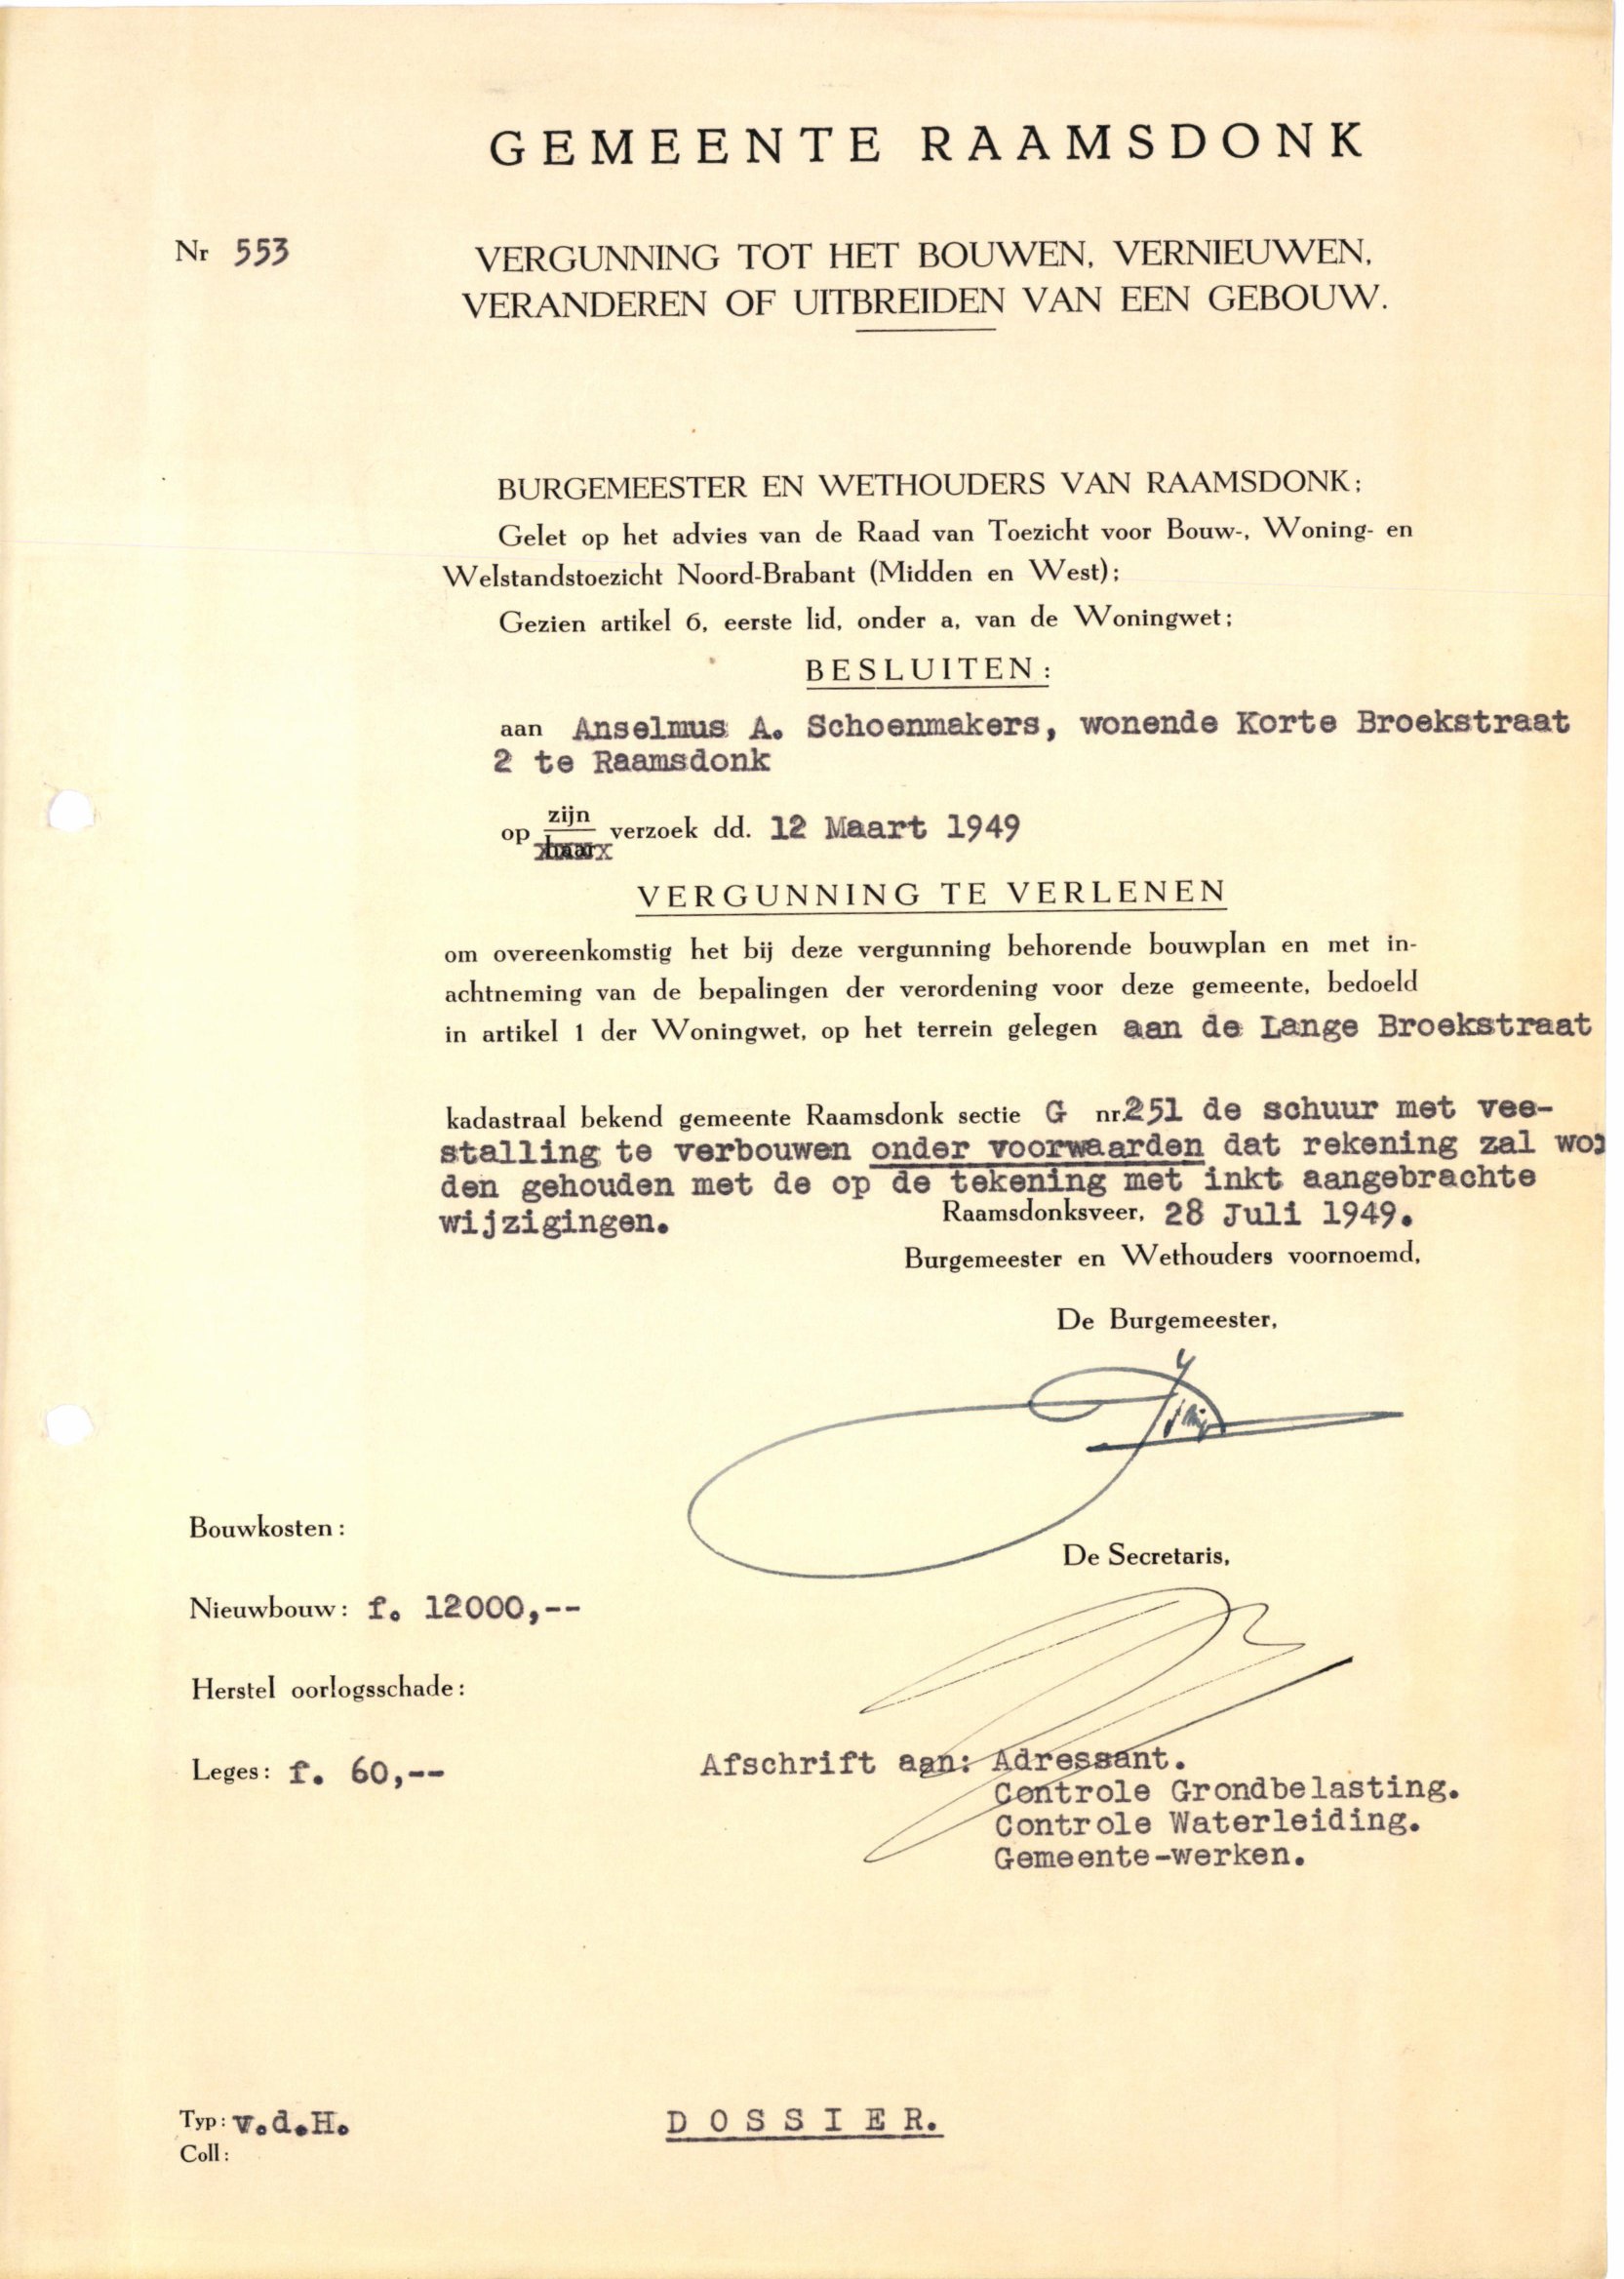 GEMEENTE RAAMSDONK
Nr 553
VERGUNNING TOT HET BOUWEN, VERNIEUWEN,
VERANDEREN OF UITBREIDEN VAN EEN GEBOUW.
BURGEMEESTER EN WETHOUDERS VAN RAAMSDONK;
Gelet op het advies van de Raad van Toezicht voor Bouw-, Woning- en
Welstandstoezicht Noord-Brabant (Midden en West);
Gezien artikel 6, eerste lid, onder a, van de Woningwet;
BESLUITEN:
aan Anselmus A. Schoenmakers, wonende Korte Broekstraat
2 te Raamsdonk
op zijn verzoek dd. 12 Maart 1949
haar
VERGUNNING TE VERLENEN
om overeenkomstig het bij deze vergunning behorende bouwplan en met in-
achtneming van de bepalingen der verordening voor deze gemeente, bedoeld
in artikel 1 der Woningwet, op het terrein gelegen aan de Lange Broekstraat
kadastraal bekend gemeente Raamsdonk sectie G nr.251 de schuur met vee-
stalling te verbouwen onder voorwaarden dat rekening zal wor
den gehouden met de op de tekening met inkt aangebrachte
wijzigingen.
Raamsdonksveer, 28 Juli 1949.
Burgemeester en Wethouders voornoemd,
De Burgemeester,
Bouwkosten:
De Secretaris,
Nieuwbouw: f. 12000,--
Herstel oorlogsschade:
Leges: f. 60,--
Afschrift aan: Adressant.
Controle Grondbelasting.
Controle Waterleiding.
Gemeente-werken.
Typ: v.d.H.
DOSSIER.
Coll: